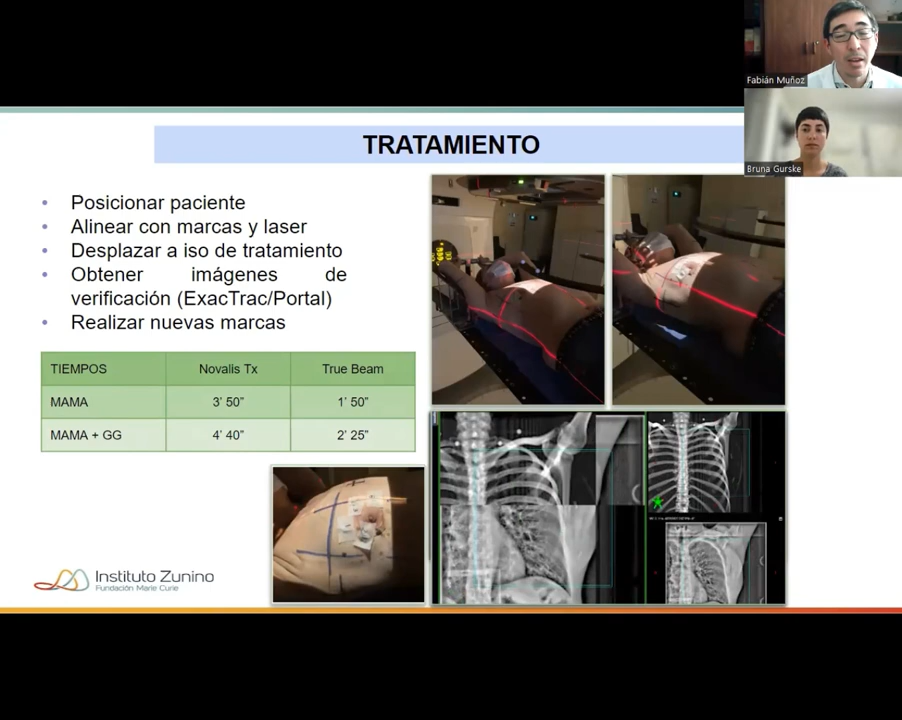 Fabián Muñoz
Bruna Gurske
TRATAMIENTO
• Posicionar paciente
• Alinear con marcas y laser
• Desplazar a iso de tratamiento
• Obtener imágenes de
verificación (ExacTrac/Portal)
• Realizar nuevas marcas
TIEMPOS Novalis Tx True Beam
MAMA 3’ 50” 1’ 50”
MAMA + GG 4’ 40” 2’ 25”
Instituto Zunino
Fundación Marie Curie